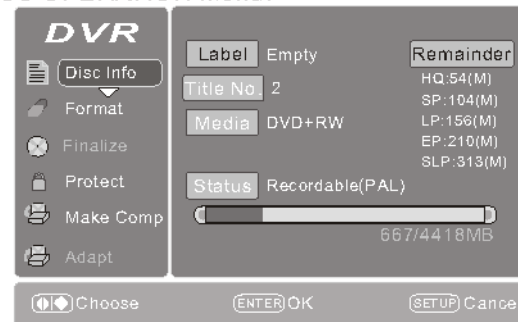 DVR
Disc Info
Format
Finalize
Protect
Make Comp
Adapt
Label Empty
Title No. 2
Media DVD+RW
Status Recordable(PAL)
667/4418MB
Remainder
HQ:54(M)
SP:104(M)
LP:156(M)
EP:210(M)
SLP:313(M)
Choose
ENTER OK
SETUP Cance